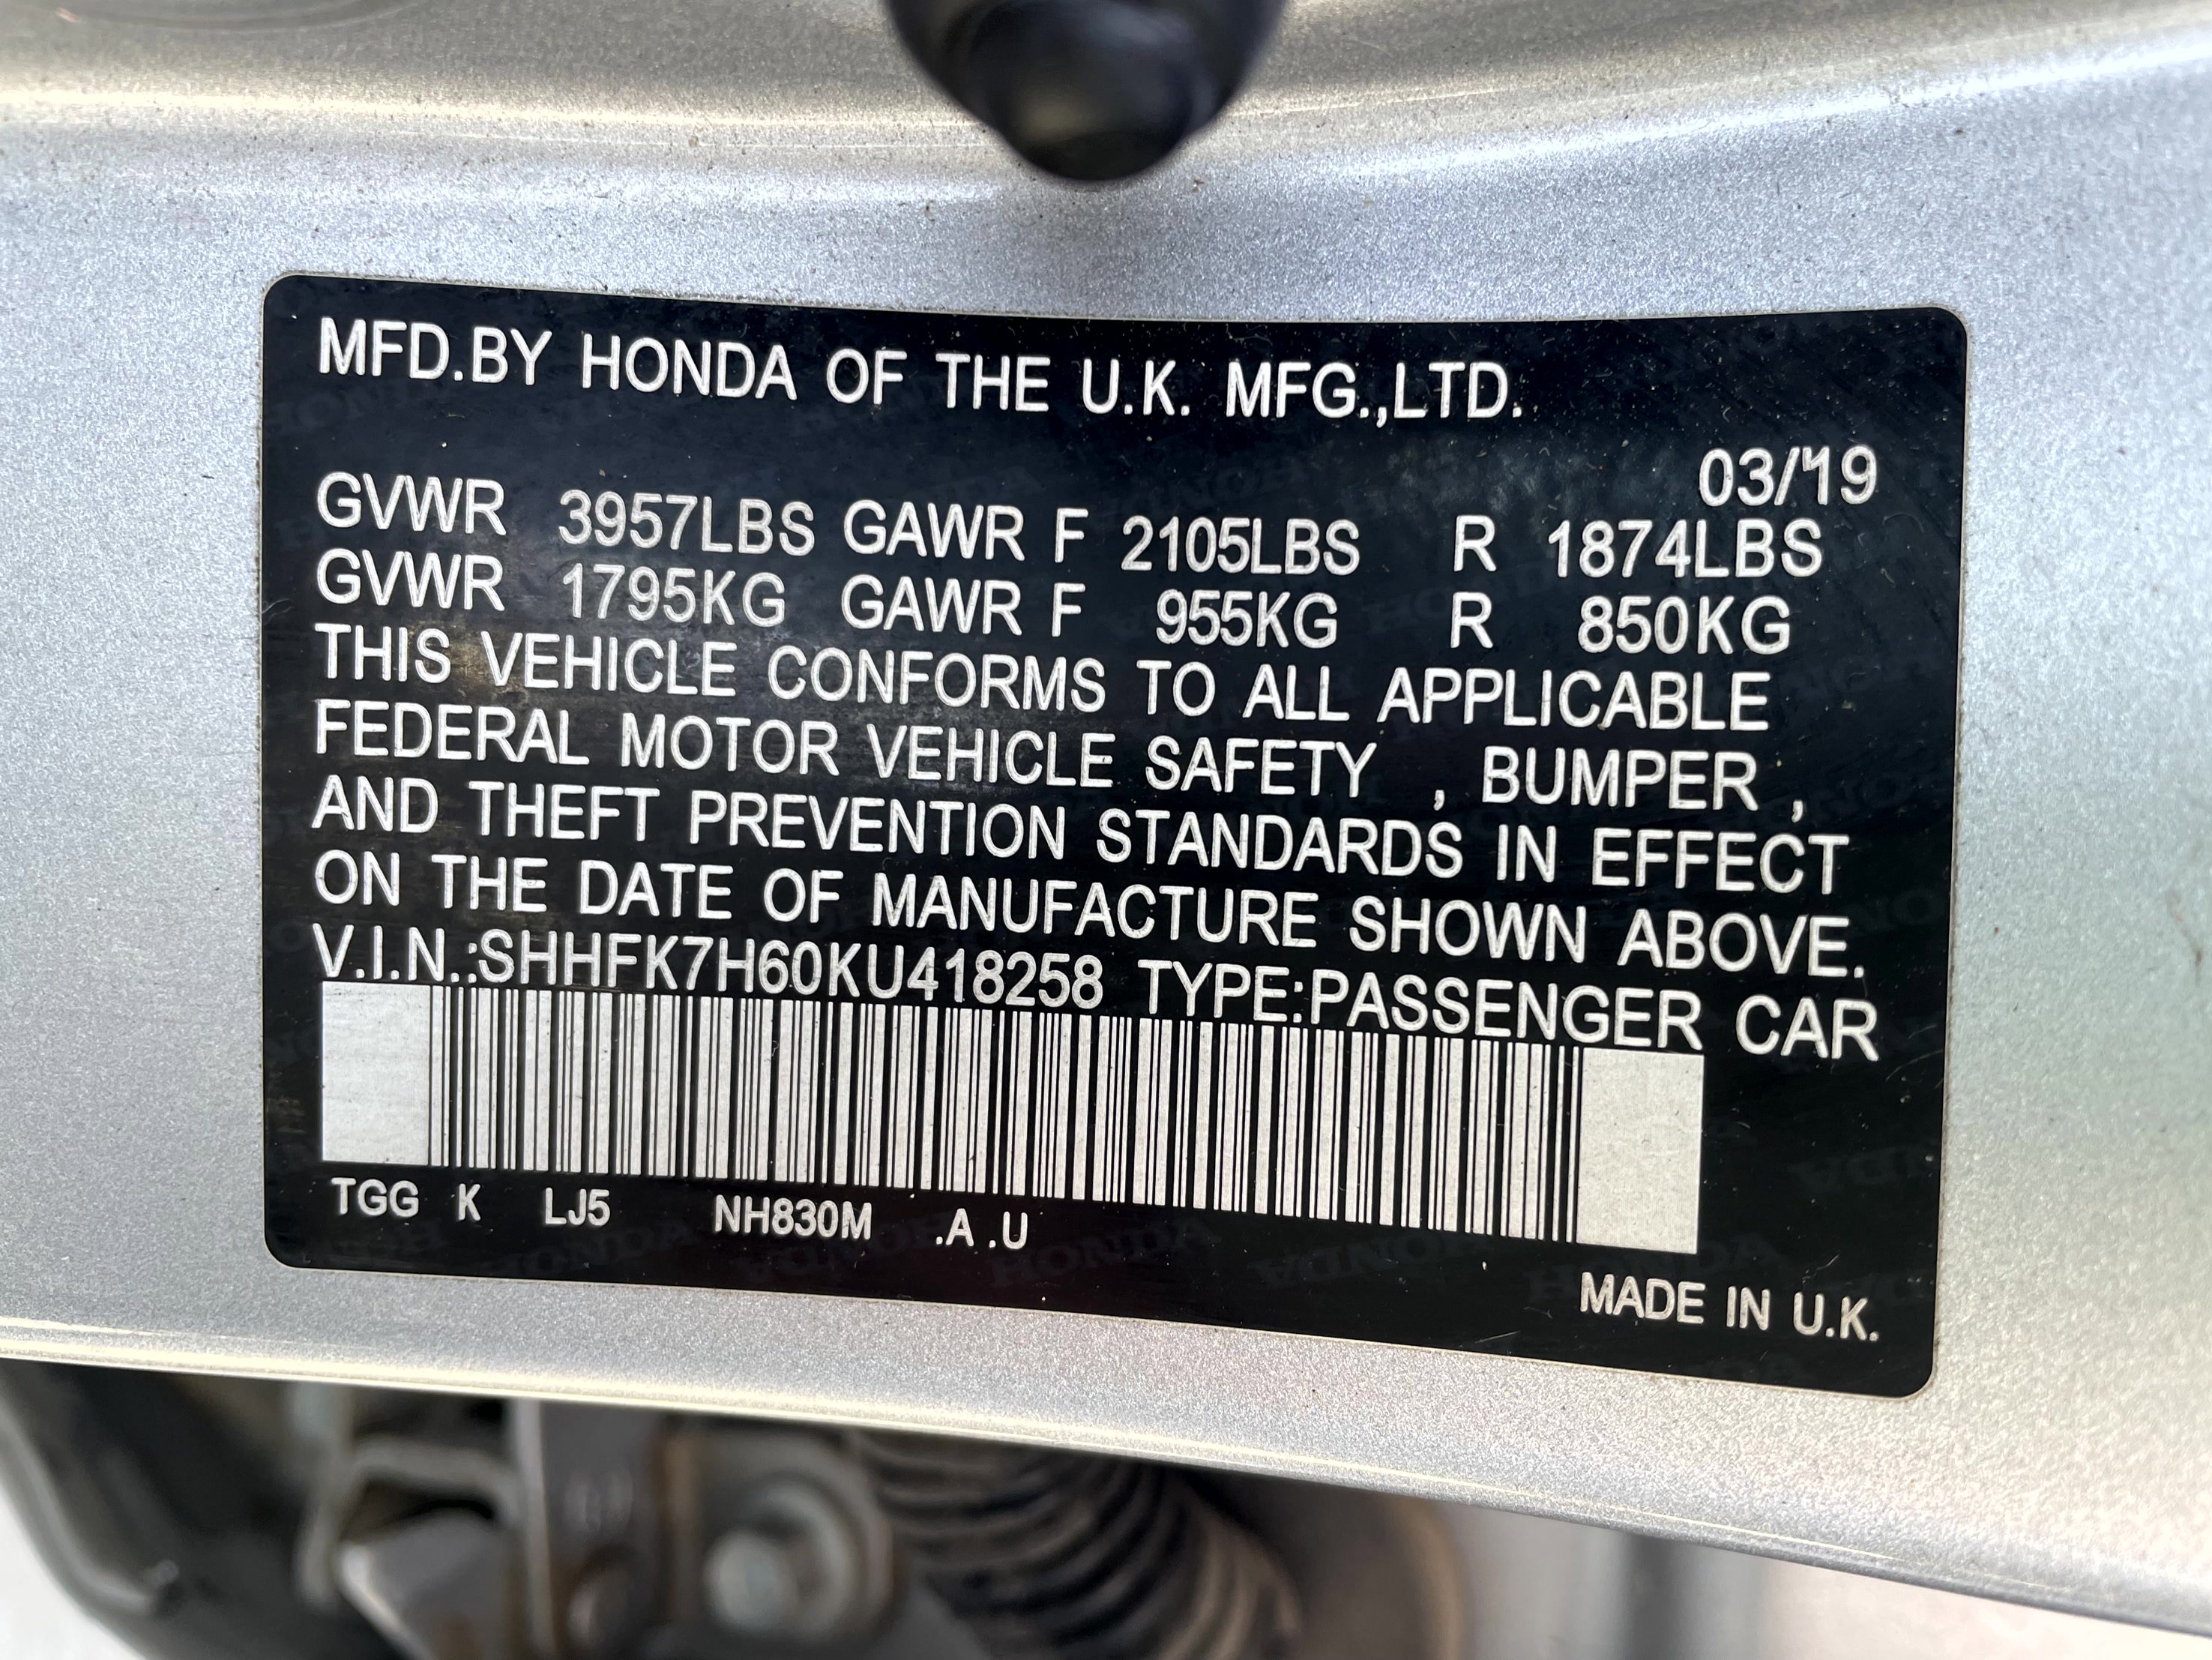 MFD.BY HONDA OF THE U.K. MFG.,LTD.
03/'19
GVWR 3957LBS GAWR F 2105LBS R 1874LBS
GVWR 1795KG GAWR F 955KG R 850KG
THIS VEHICLE CONFORMS TO ALL APPLICABLE
FEDERAL MOTOR VEHICLE SAFETY , BUMPER ,
AND THEFT PREVENTION STANDARDS IN EFFECT
ON THE DATE OF MANUFACTURE SHOWN ABOVE.
V.I.N.:SHHFK7H60KU418258 TYPE:PASSENGER CAR
TGG K LJ5 NH830M .A .U
MADE IN U.K.